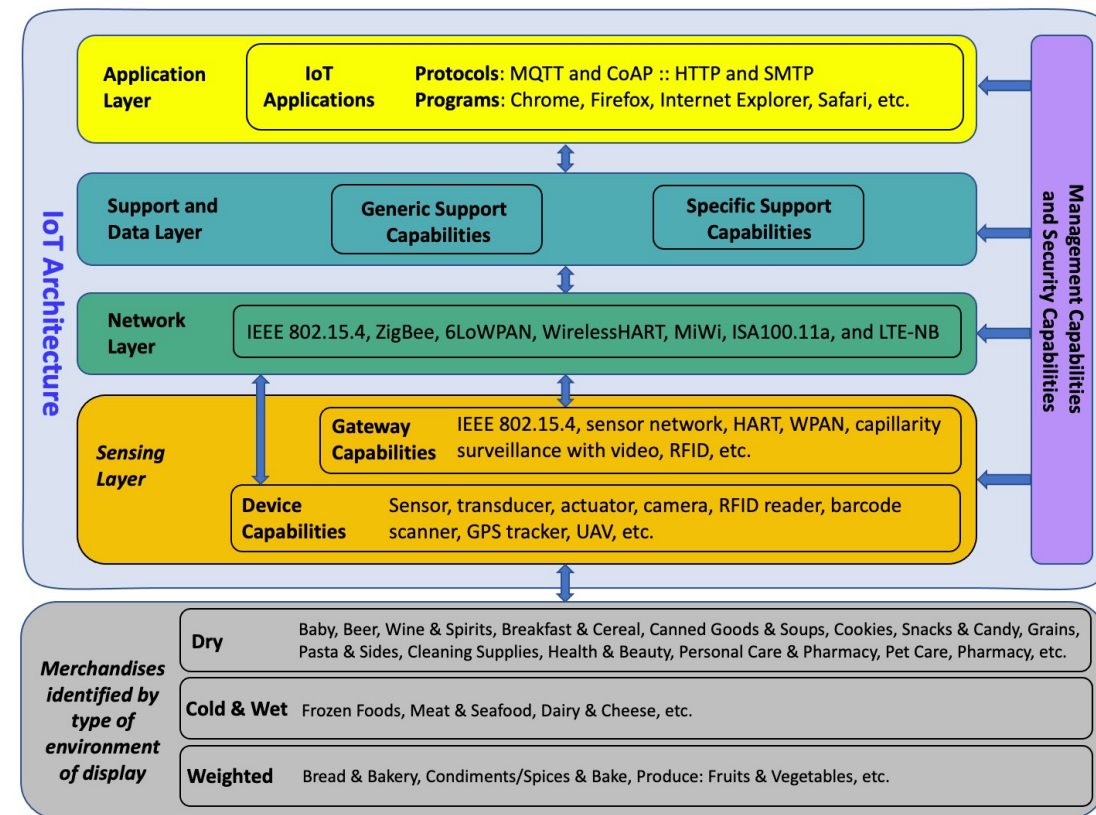 IoT Architecture
Application
Layer
IoT
Applications
Protocols: MQTT and CoAP :: HTTP and SMTP
Programs: Chrome, Firefox, Internet Explorer, Safari, etc.
Support and
Data Layer
Generic Support
Capabilities
Specific Support
Capabilities
Network
Layer
IEEE 802.15.4, ZigBee, 6LoWPAN, WirelessHART, MiWi, ISA100.11a, and LTE-NB
Sensing
Layer
Gateway
Capabilities
IEEE 802.15.4, sensor network, HART, WPAN, capillarity
surveillance with video, RFID, etc.
Device
Capabilities
Sensor, transducer, actuator, camera, RFID reader, barcode
scanner, GPS tracker, UAV, etc.
Management Capabilities
and Security Capabilities
Merchandises
identified by
type of
environment
of display
Dry
Baby, Beer, Wine & Spirits, Breakfast & Cereal, Canned Goods & Soups, Cookies, Snacks & Candy, Grains,
Pasta & Sides, Cleaning Supplies, Health & Beauty, Personal Care & Pharmacy, Pet Care, Pharmacy, etc.
Cold & Wet
Frozen Foods, Meat & Seafood, Dairy & Cheese, etc.
Weighted
Bread & Bakery, Condiments/Spices & Bake, Produce: Fruits & Vegetables, etc.